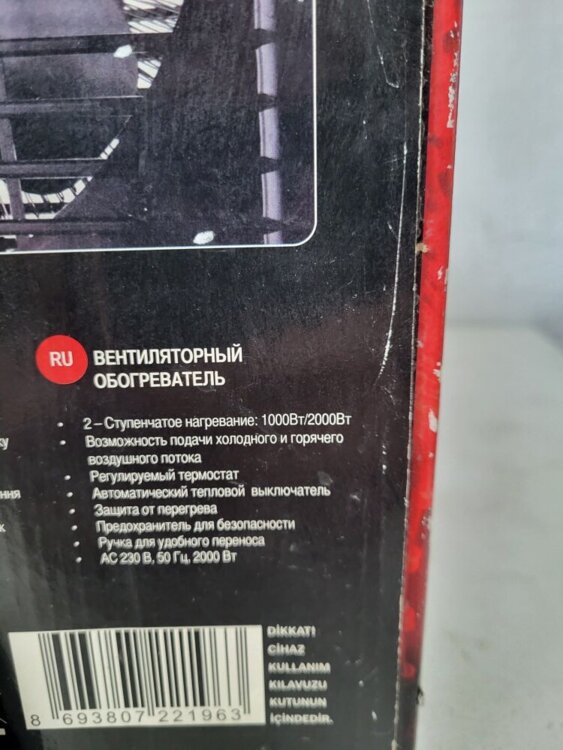 RU
ВЕНТИЛЯТОРНЫЙ
ОБОГРЕВАТЕЛЬ
• 2 – Ступенчатое нагревание: 1000Вт/2000Вт
• Возможность подачи холодного и горячего
воздушного потока
• Регулируемый термостат
• Автоматический тепловой выключатель
• Защита от перегрева
• Предохранитель для безопасности
• Ручка для удобного переноса
• AC 230 В, 50 Гц, 2000 Вт
8 693807 221963
DİKKAT!
CİHAZ
KULLANIM
KILAVUZU
KUTUNUN
İÇİNDEDİR.